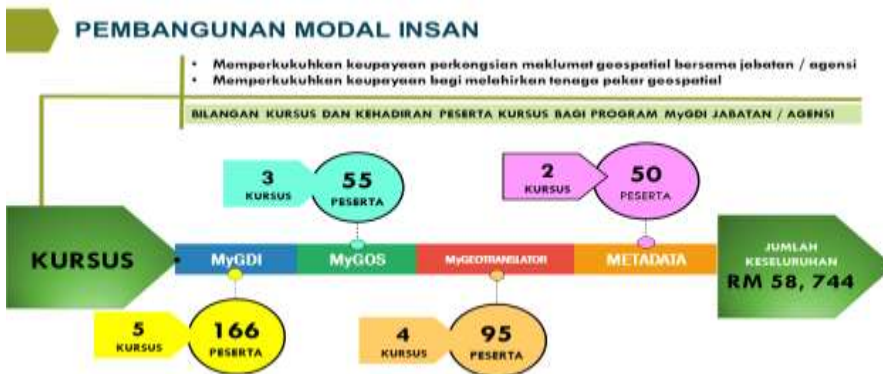 PEMBANGUNAN MODAL INSAN
• Memperkukuhkan keupayaan perkongsian maklumat geospatial bersama jabatan / agensi
• Memperkukuhkan keupayaan bagi melahirkan tenaga pakar geospatial
BILANGAN KURSUS DAN KEHADIRAN PESERTA KURSUS BAGI PROGRAM MyGDI JABATAN / AGENSI
3
KURSUS
55
PESERTA
2
KURSUS
50
PESERTA
KURSUS
MyGDI
MyGOS
MyGEOTRANSLATOR
METADATA
JUMLAH
KESELURUHAN
RM 58, 744
5
KURSUS
166
PESERTA
4
KURSUS
95
PESERTA